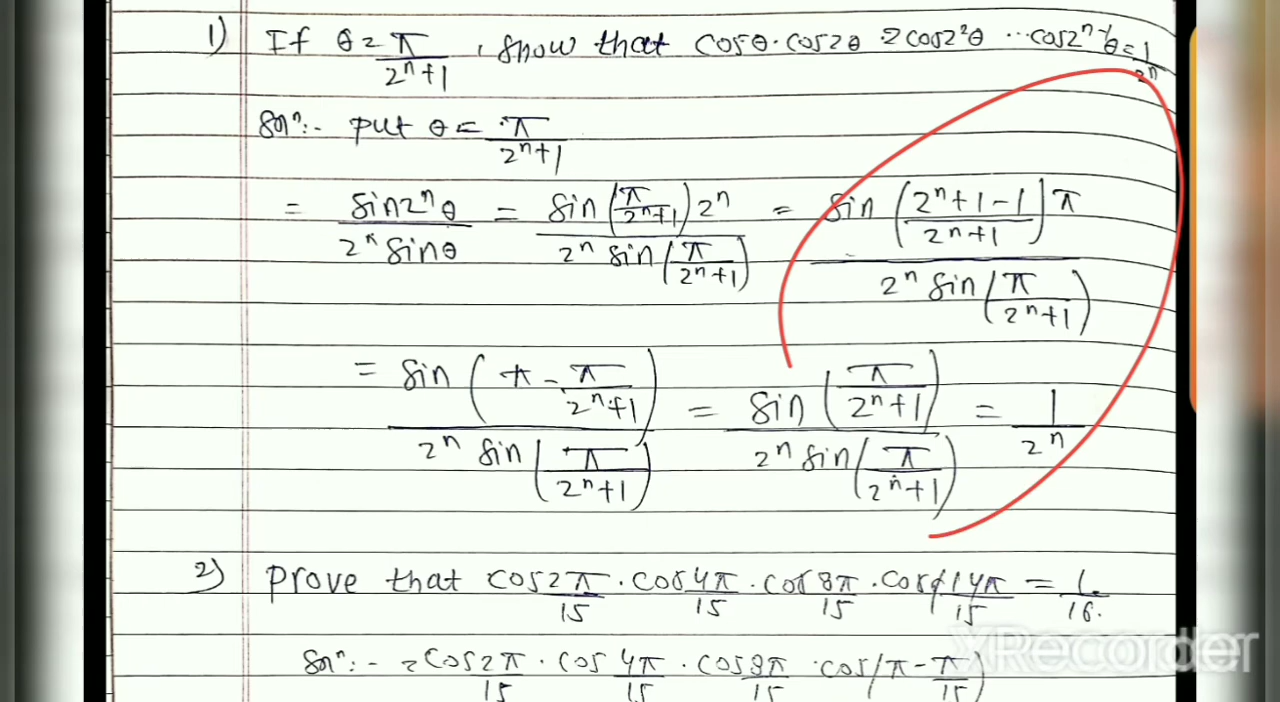 1) If θ = π/(2ⁿ+1), show that cosθ·cos2θ·2cos2²θ ···cos2ⁿ⁻¹θ = 1/2ⁿ
Solⁿ:- put θ = π/(2ⁿ+1)
= sin2ⁿθ/(2ⁿ sinθ) = sin(π/(2ⁿ+1))2ⁿ / (2ⁿ sin(π/(2ⁿ+1))) = sin((2ⁿ+1-1)/(2ⁿ+1))π / (2ⁿ sin(π/(2ⁿ+1)))
= sin(π - π/(2ⁿ+1)) / (2ⁿ sin(π/(2ⁿ+1))) = sin(π/(2ⁿ+1)) / (2ⁿ sin(π/(2ⁿ+1))) = 1/2ⁿ
2) prove that cos2π/15 · cos4π/15 · cos8π/15 · cos14π/15 = 1/16.
Solⁿ:- = cos2π/15 · cos4π/15 · cos8π/15 · cos(π - π/15)
XRecorder